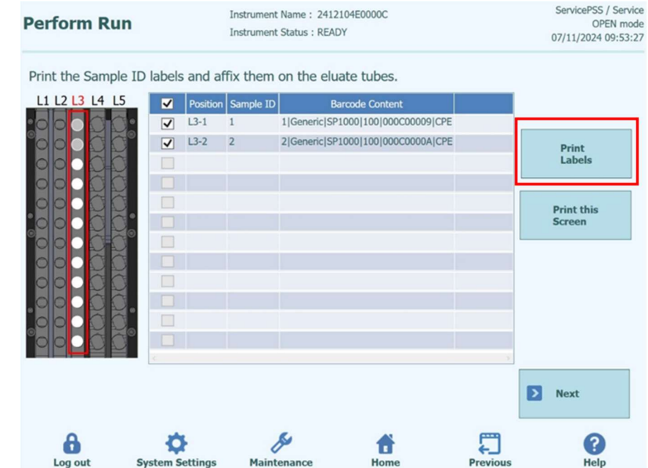 Perform Run
Instrument Name : 2412104E0000C
Instrument Status : READY
ServicePSS / Service
OPEN mode
07/11/2024 09:53:27
Print the Sample ID labels and affix them on the eluate tubes.
L1 L2 L3 L4 L5
Position Sample ID Barcode Content
L3-1 1 1|Generic|SP1000|100|000C00009|CPE
L3-2 2 2|Generic|SP1000|100|000C0000A|CPE
Print
Labels
Print this
Screen
Next
Log out System Settings Maintenance Home Previous Help